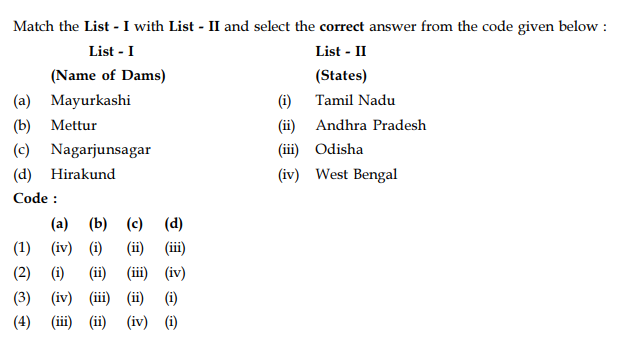 Match the List - I with List - II and select the correct answer from the code given below :
List - I List - II
(Name of Dams) (States)
(a) Mayurkashi (i) Tamil Nadu
(b) Mettur (ii) Andhra Pradesh
(c) Nagarjunsagar (iii) Odisha
(d) Hirakund (iv) West Bengal
Code :
(a) (b) (c) (d)
(1) (iv) (i) (ii) (iii)
(2) (i) (ii) (iii) (iv)
(3) (iv) (iii) (ii) (i)
(4) (iii) (ii) (iv) (i)